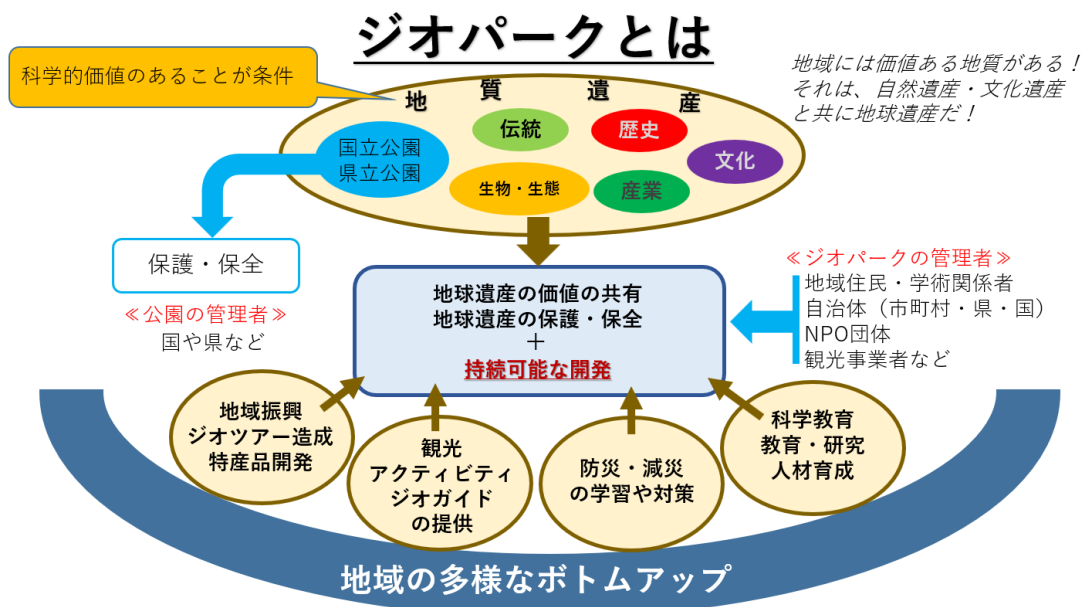 ジオパークとは
科学的価値のあることが条件
地域には価値ある地質がある！
それは、自然遺産・文化遺産
と共に地球遺産だ！
地質遺産
国立公園
県立公園
伝統
歴史
文化
生物・生態
産業
保護・保全
≪公園の管理者≫
国や県など
地球遺産の価値の共有
地球遺産の保護・保全
＋
持続可能な開発
≪ジオパークの管理者≫
地域住民・学術関係者
自治体（市町村・県・国）
NPO団体
観光事業者など
地域振興
ジオツアー造成
特産品開発
観光
アクティビティ
ジオガイド
の提供
防災・減災
の学習や対策
科学教育
教育・研究
人材育成
地域の多様なボトムアップ